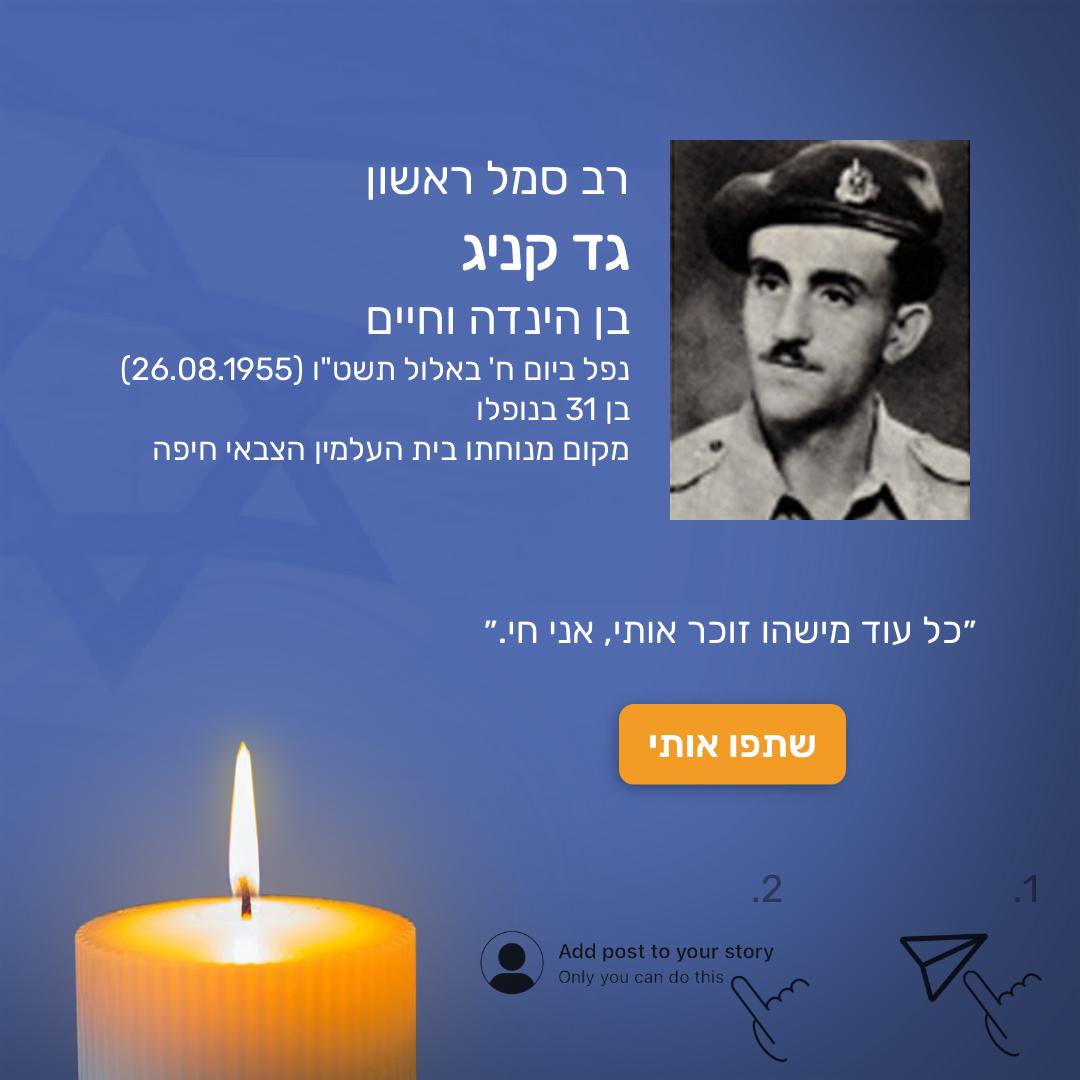 רב סמל ראשון
גד קניג
בן הינדה וחיים
נפל ביום ח' באלול תשט"ו (26.08.1955)
בן 31 בנופלו
מקום מנוחתו בית העלמין הצבאי חיפה
״כל עוד מישהו זוכר אותי, אני חי.״
שתפו אותי
1.
2.
Add post to your story
Only you can do this